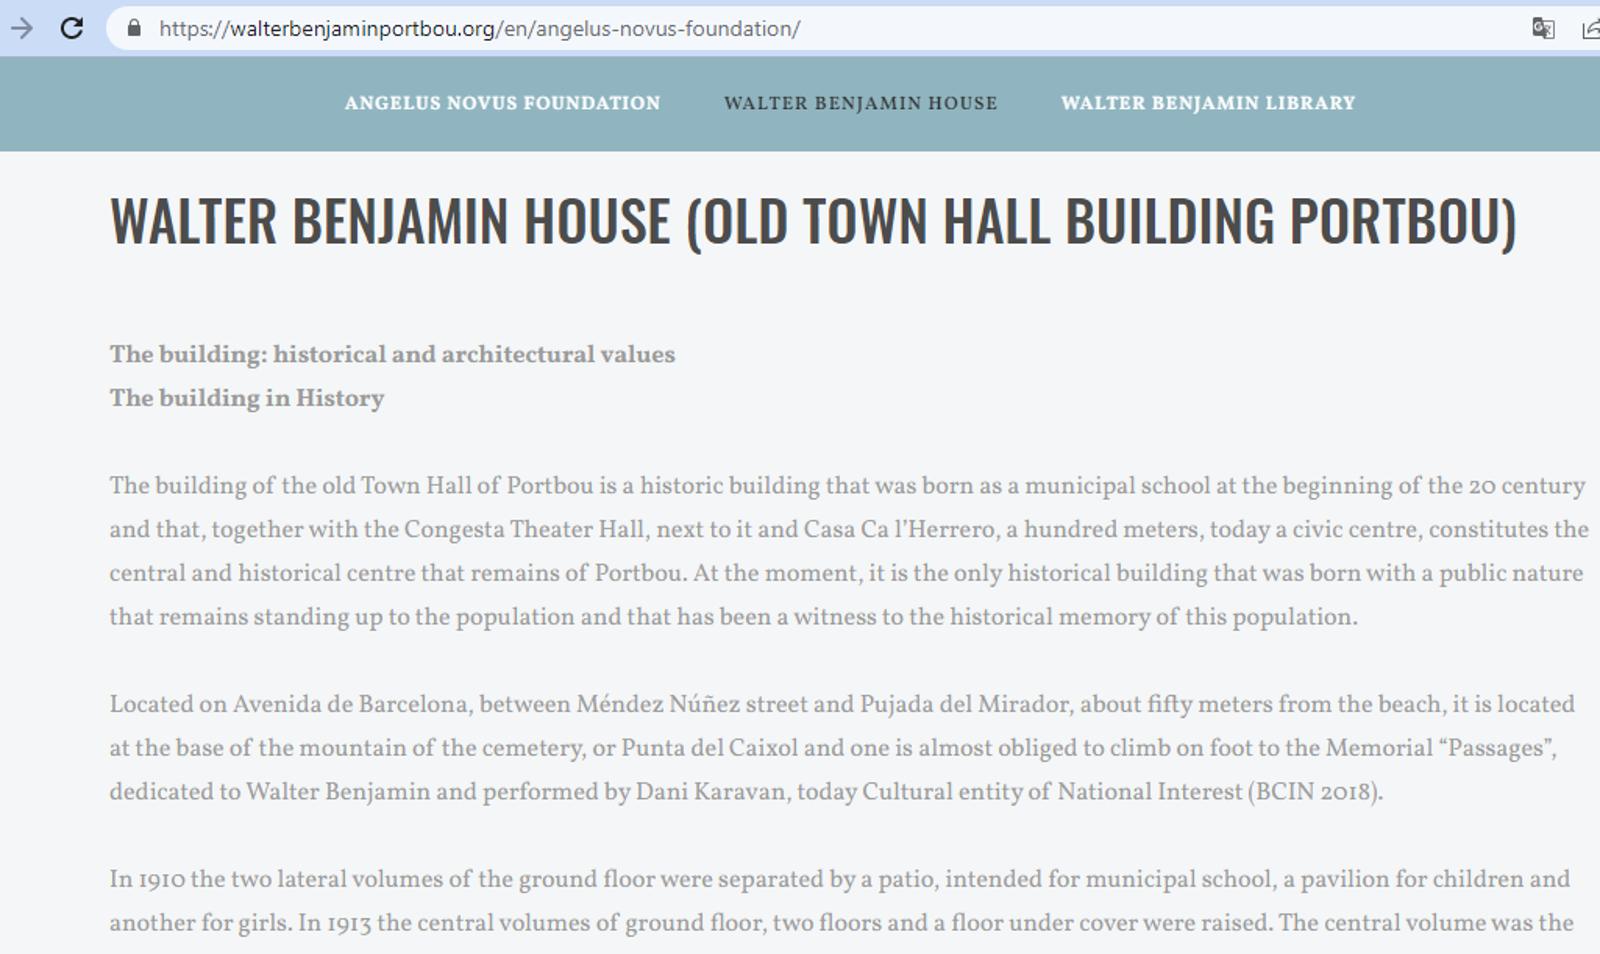 https://walterbenjaminportbou.org/en/angelus-novus-foundation/
ANGELUS NOVUS FOUNDATION WALTER BENJAMIN HOUSE WALTER BENJAMIN LIBRARY
WALTER BENJAMIN HOUSE (OLD TOWN HALL BUILDING PORTBOU)
The building: historical and architectural values
The building in History
The building of the old Town Hall of Portbou is a historic building that was born as a municipal school at the beginning of the 20 century
and that, together with the Congesta Theater Hall, next to it and Casa Ca l’Herrero, a hundred meters, today a civic centre, constitutes the
central and historical centre that remains of Portbou. At the moment, it is the only historical building that was born with a public nature
that remains standing up to the population and that has been a witness to the historical memory of this population.
Located on Avenida de Barcelona, between Méndez Núñez street and Pujada del Mirador, about fifty meters from the beach, it is located
at the base of the mountain of the cemetery, or Punta del Caixol and one is almost obliged to climb on foot to the Memorial “Passages”,
dedicated to Walter Benjamin and performed by Dani Karavan, today Cultural entity of National Interest (BCIN 2018).
In 1910 the two lateral volumes of the ground floor were separated by a patio, intended for municipal school, a pavilion for children and
another for girls. In 1913 the central volumes of ground floor, two floors and a floor under cover were raised. The central volume was the